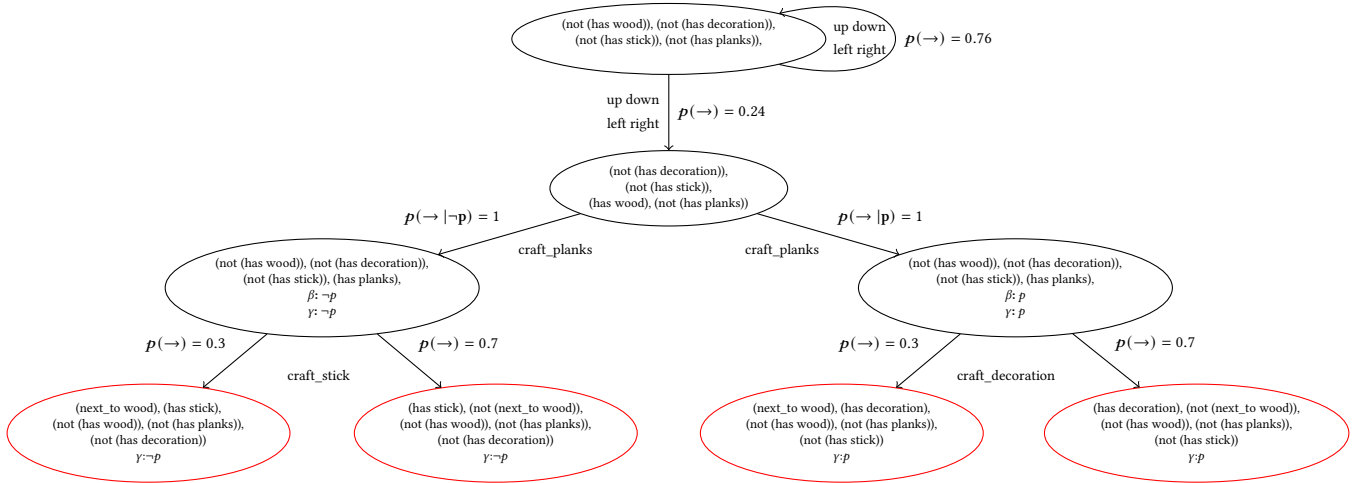 (not (has wood)), (not (has decoration)),
(not (has stick)), (not (has planks)),
up down
left right
p(→) = 0.76
up down
left right
p(→) = 0.24
(not (has decoration)),
(not (has stick)),
(has wood), (not (has planks))
p(→ |¬p) = 1
p(→ |p) = 1
craft_planks
craft_planks
(not (has wood)), (not (has decoration)),
(not (has stick)), (has planks),
β: ¬p
γ: ¬p
(not (has wood)), (not (has decoration)),
(not (has stick)), (has planks),
β: p
γ: p
p(→) = 0.3
p(→) = 0.7
craft_stick
p(→) = 0.3
p(→) = 0.7
craft_decoration
(next_to wood), (has stick),
(not (has wood)), (not (has planks)),
(not (has decoration))
γ:¬p
(has stick), (not (next_to wood)),
(not (has wood)), (not (has planks)),
(not (has decoration))
γ:¬p
(next_to wood), (has decoration),
(not (has wood)), (not (has planks)),
(not (has stick))
γ:p
(has decoration), (not (next_to wood)),
(not (has wood)), (not (has planks)),
(not (has stick))
γ:p